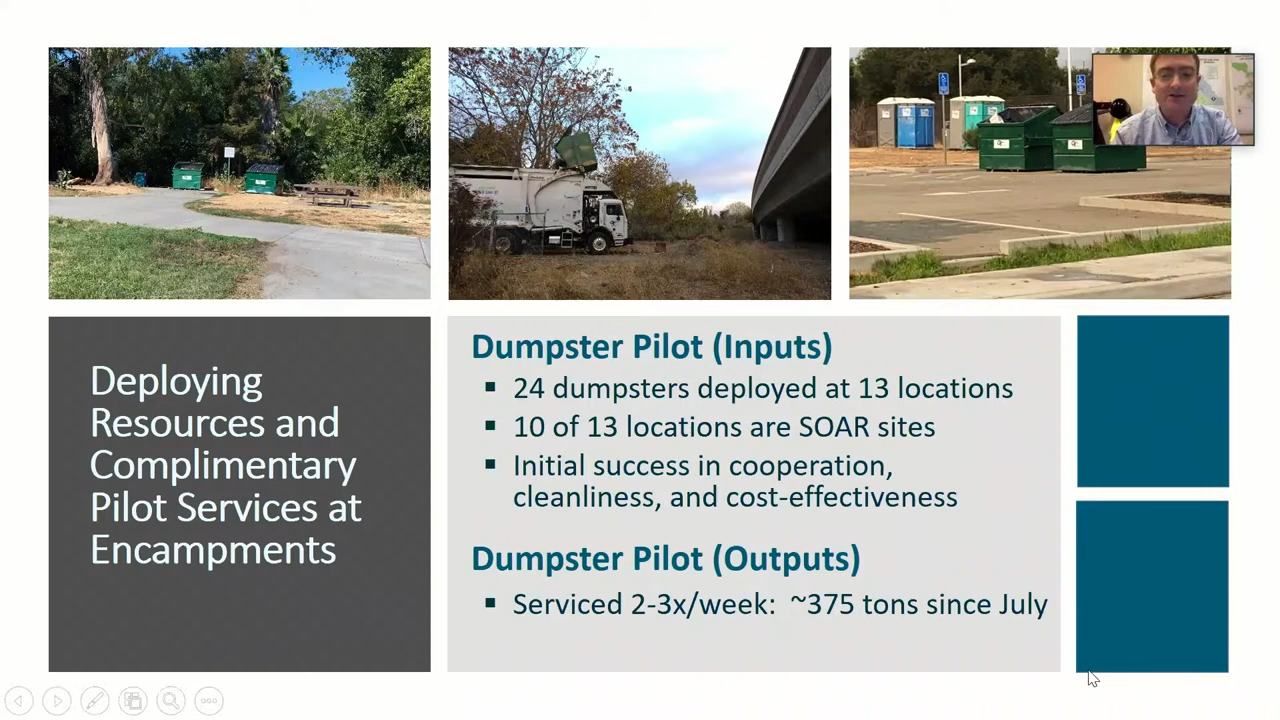 Deploying
Resources and
Complimentary
Pilot Services at
Encampments
Dumpster Pilot (Inputs)
▪ 24 dumpsters deployed at 13 locations
▪ 10 of 13 locations are SOAR sites
▪ Initial success in cooperation,
cleanliness, and cost-effectiveness
Dumpster Pilot (Outputs)
▪ Serviced 2-3x/week:  ~375 tons since July